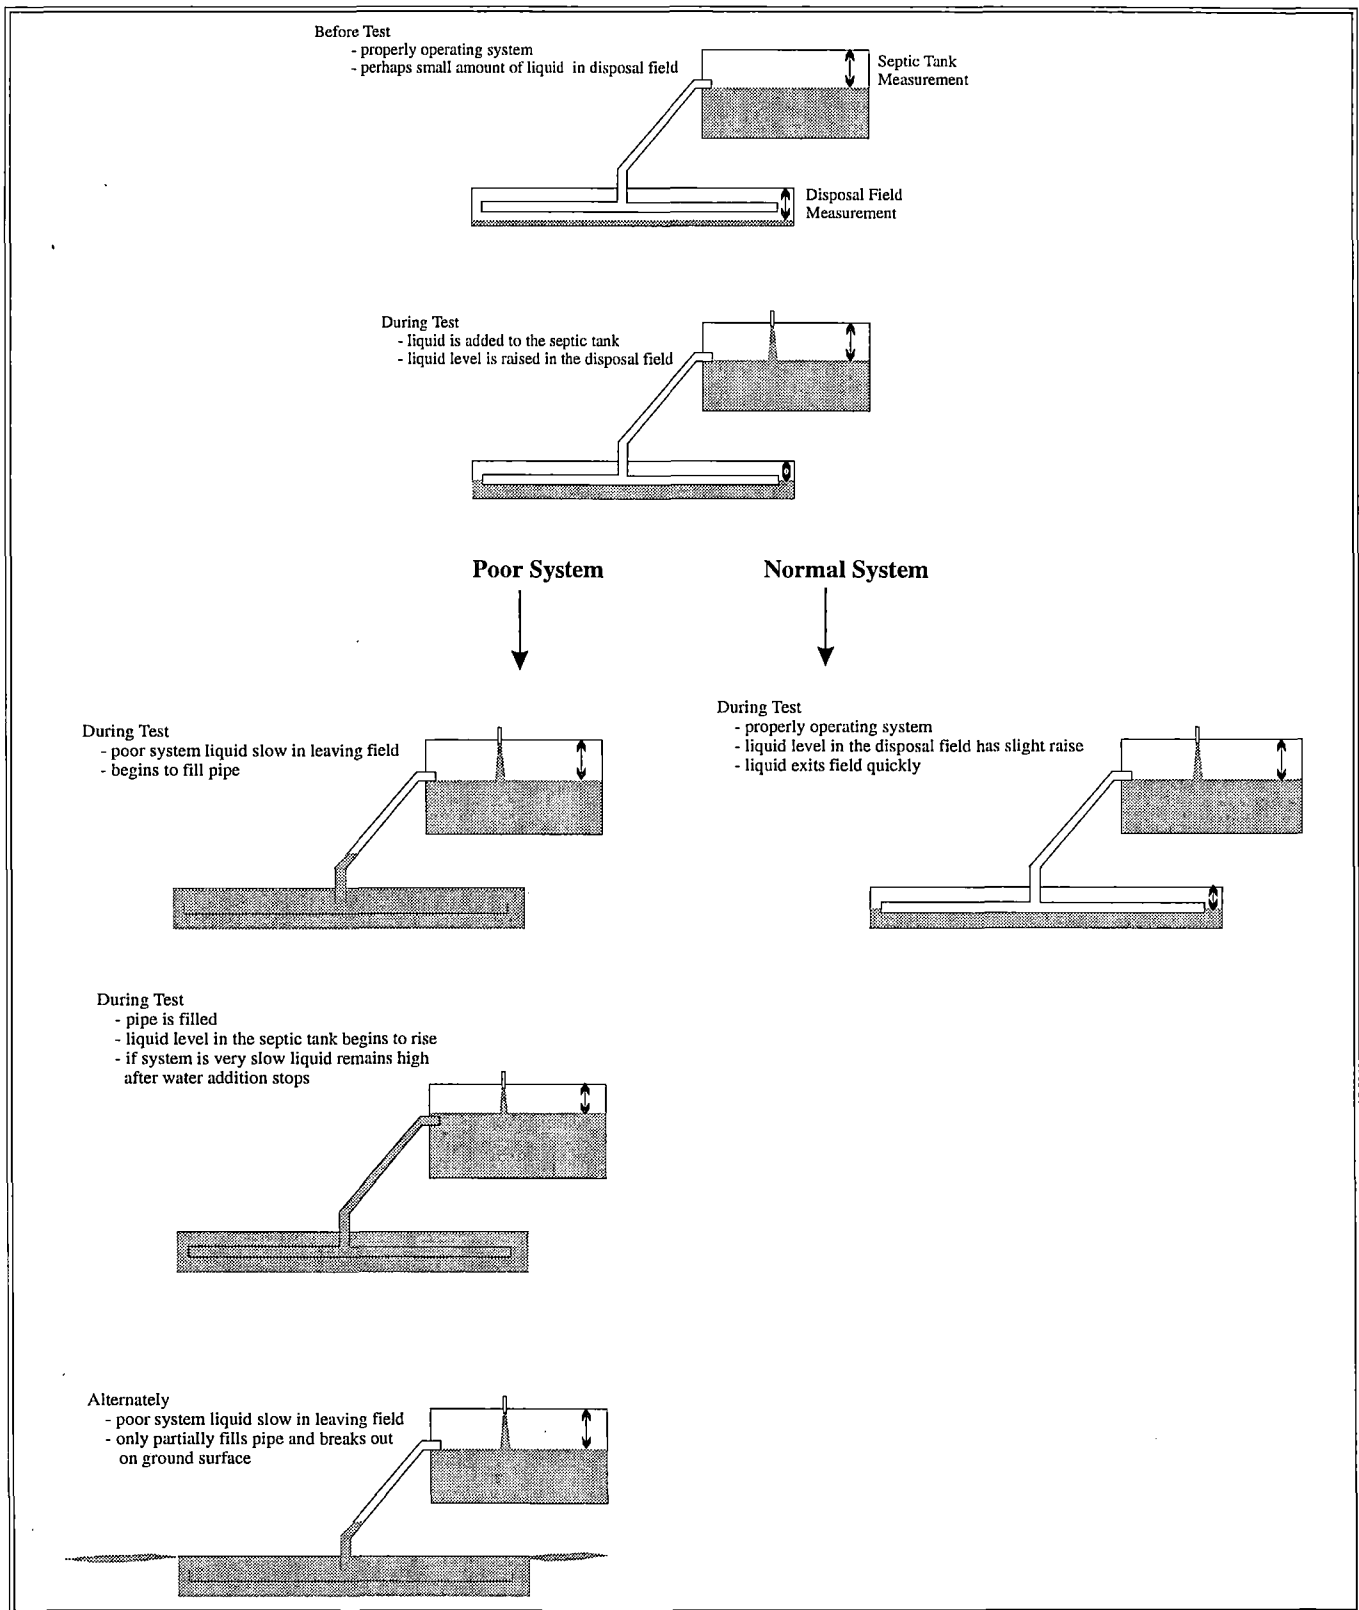 Before Test
- properly operating system
- perhaps small amount of liquid in disposal field
Septic Tank
Measurement
Disposal Field
Measurement
During Test
- liquid is added to the septic tank
- liquid level is raised in the disposal field
Poor System
Normal System
During Test
- poor system liquid slow in leaving field
- begins to fill pipe
During Test
- properly operating system
- liquid level in the disposal field has slight raise
- liquid exits field quickly
During Test
- pipe is filled
- liquid level in the septic tank begins to rise
- if system is very slow liquid remains high
after water addition stops
Alternately
- poor system liquid slow in leaving field
- only partially fills pipe and breaks out
on ground surface